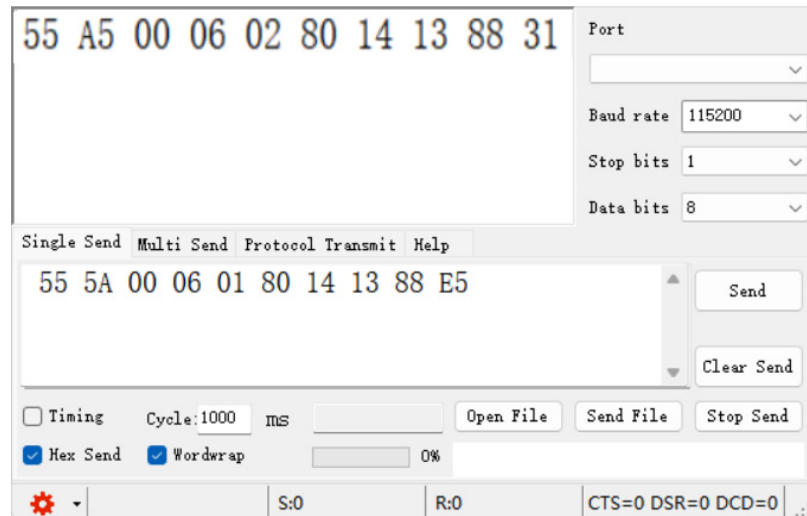 55 A5 00 06 02 80 14 13 88 31
Port
Baud rate 115200
Stop bits 1
Data bits 8
Single Send Multi Send Protocol Transmit Help
55 5A 00 06 01 80 14 13 88 E5
Send
Clear Send
Timing Cycle:1000 ms Open File Send File Stop Send
Hex Send Wordwrap 0%
S:0 R:0 CTS=0 DSR=0 DCD=0